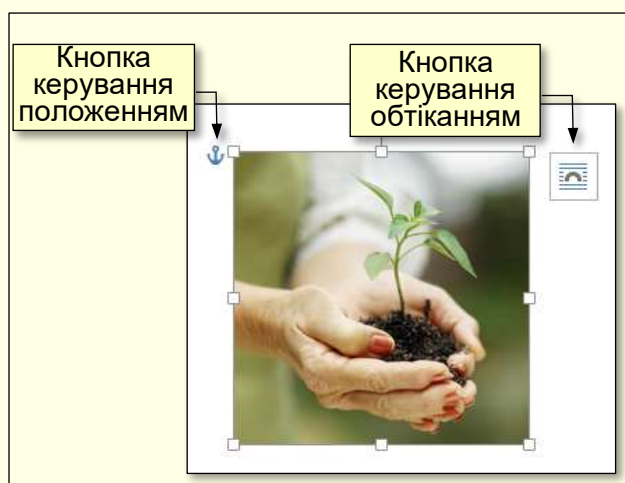 Кнопка
керування
положенням
Кнопка
керування
обтіканням